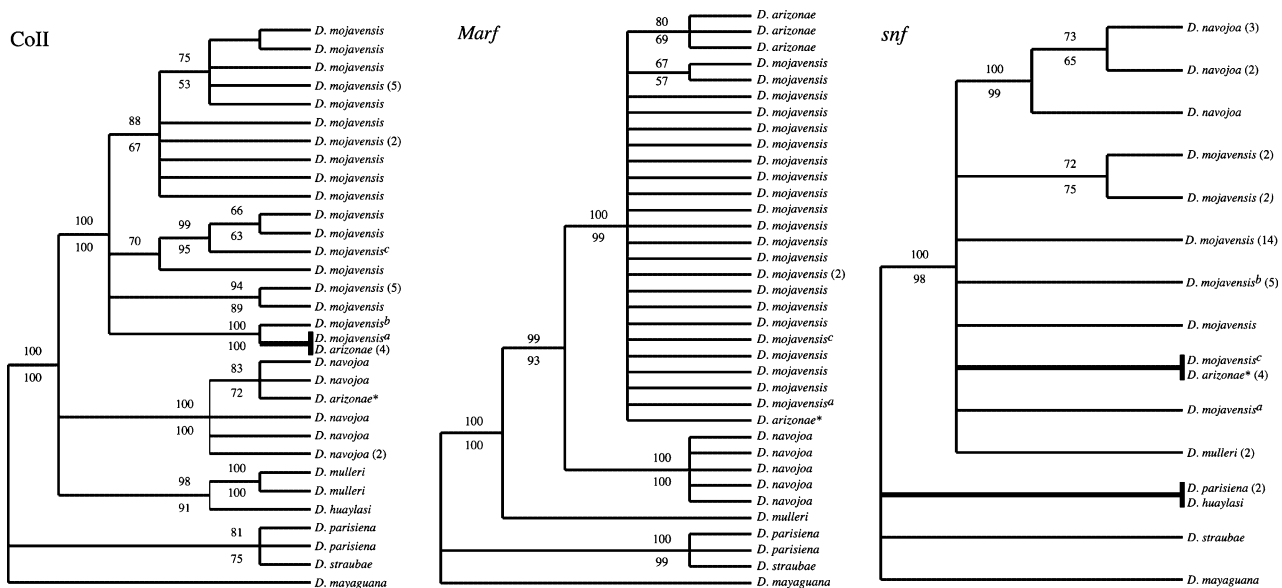 CoII
75
53
88
67
100
100
70
99
95
66
63
94
89
100
100
100
100
83
72
100
100
98
91
100
100
81
75
D. mojavensis
D. mojavensis
D. mojavensis
D. mojavensis (5)
D. mojavensis
D. mojavensis
D. mojavensis (2)
D. mojavensis
D. mojavensis
D. mojavensis
D. mojavensis
D. mojavensis
D. mojavensisc
D. mojavensis
D. mojavensis (5)
D. mojavensis
D. mojavensisb
D. mojavensisa
D. arizonae (4)
D. navojoa
D. navojoa
D. arizonae*
D. navojoa
D. navojoa
D. navojoa (2)
D. mulleri
D. mulleri
D. huaylasi
D. parisiena
D. parisiena
D. straubae
D. mayaguana
Marf
80
69
67
57
100
99
99
93
100
100
100
100
100
99
D. arizonae
D. arizonae
D. arizonae
D. mojavensis
D. mojavensis
D. mojavensis
D. mojavensis
D. mojavensis
D. mojavensis
D. mojavensis
D. mojavensis
D. mojavensis
D. mojavensis
D. mojavensis
D. mojavensis
D. mojavensis
D. mojavensis (2)
D. mojavensis
D. mojavensis
D. mojavensis
D. mojavensisc
D. mojavensis
D. mojavensis
D. mojavensis
D. mojavensisa
D. arizonae*
D. navojoa
D. navojoa
D. navojoa
D. navojoa
D. navojoa
D. mulleri
D. parisiena
D. parisiena
D. straubae
D. mayaguana
snf
73
65
100
99
72
75
100
98
D. navojoa (3)
D. navojoa (2)
D. navojoa
D. mojavensis (2)
D. mojavensis (2)
D. mojavensis (14)
D. mojavensisb (5)
D. mojavensis
D. mojavensisc
D. arizonae* (4)
D. mojavensisa
D. mulleri (2)
D. parisiena (2)
D. huaylasi
D. straubae
D. mayaguana